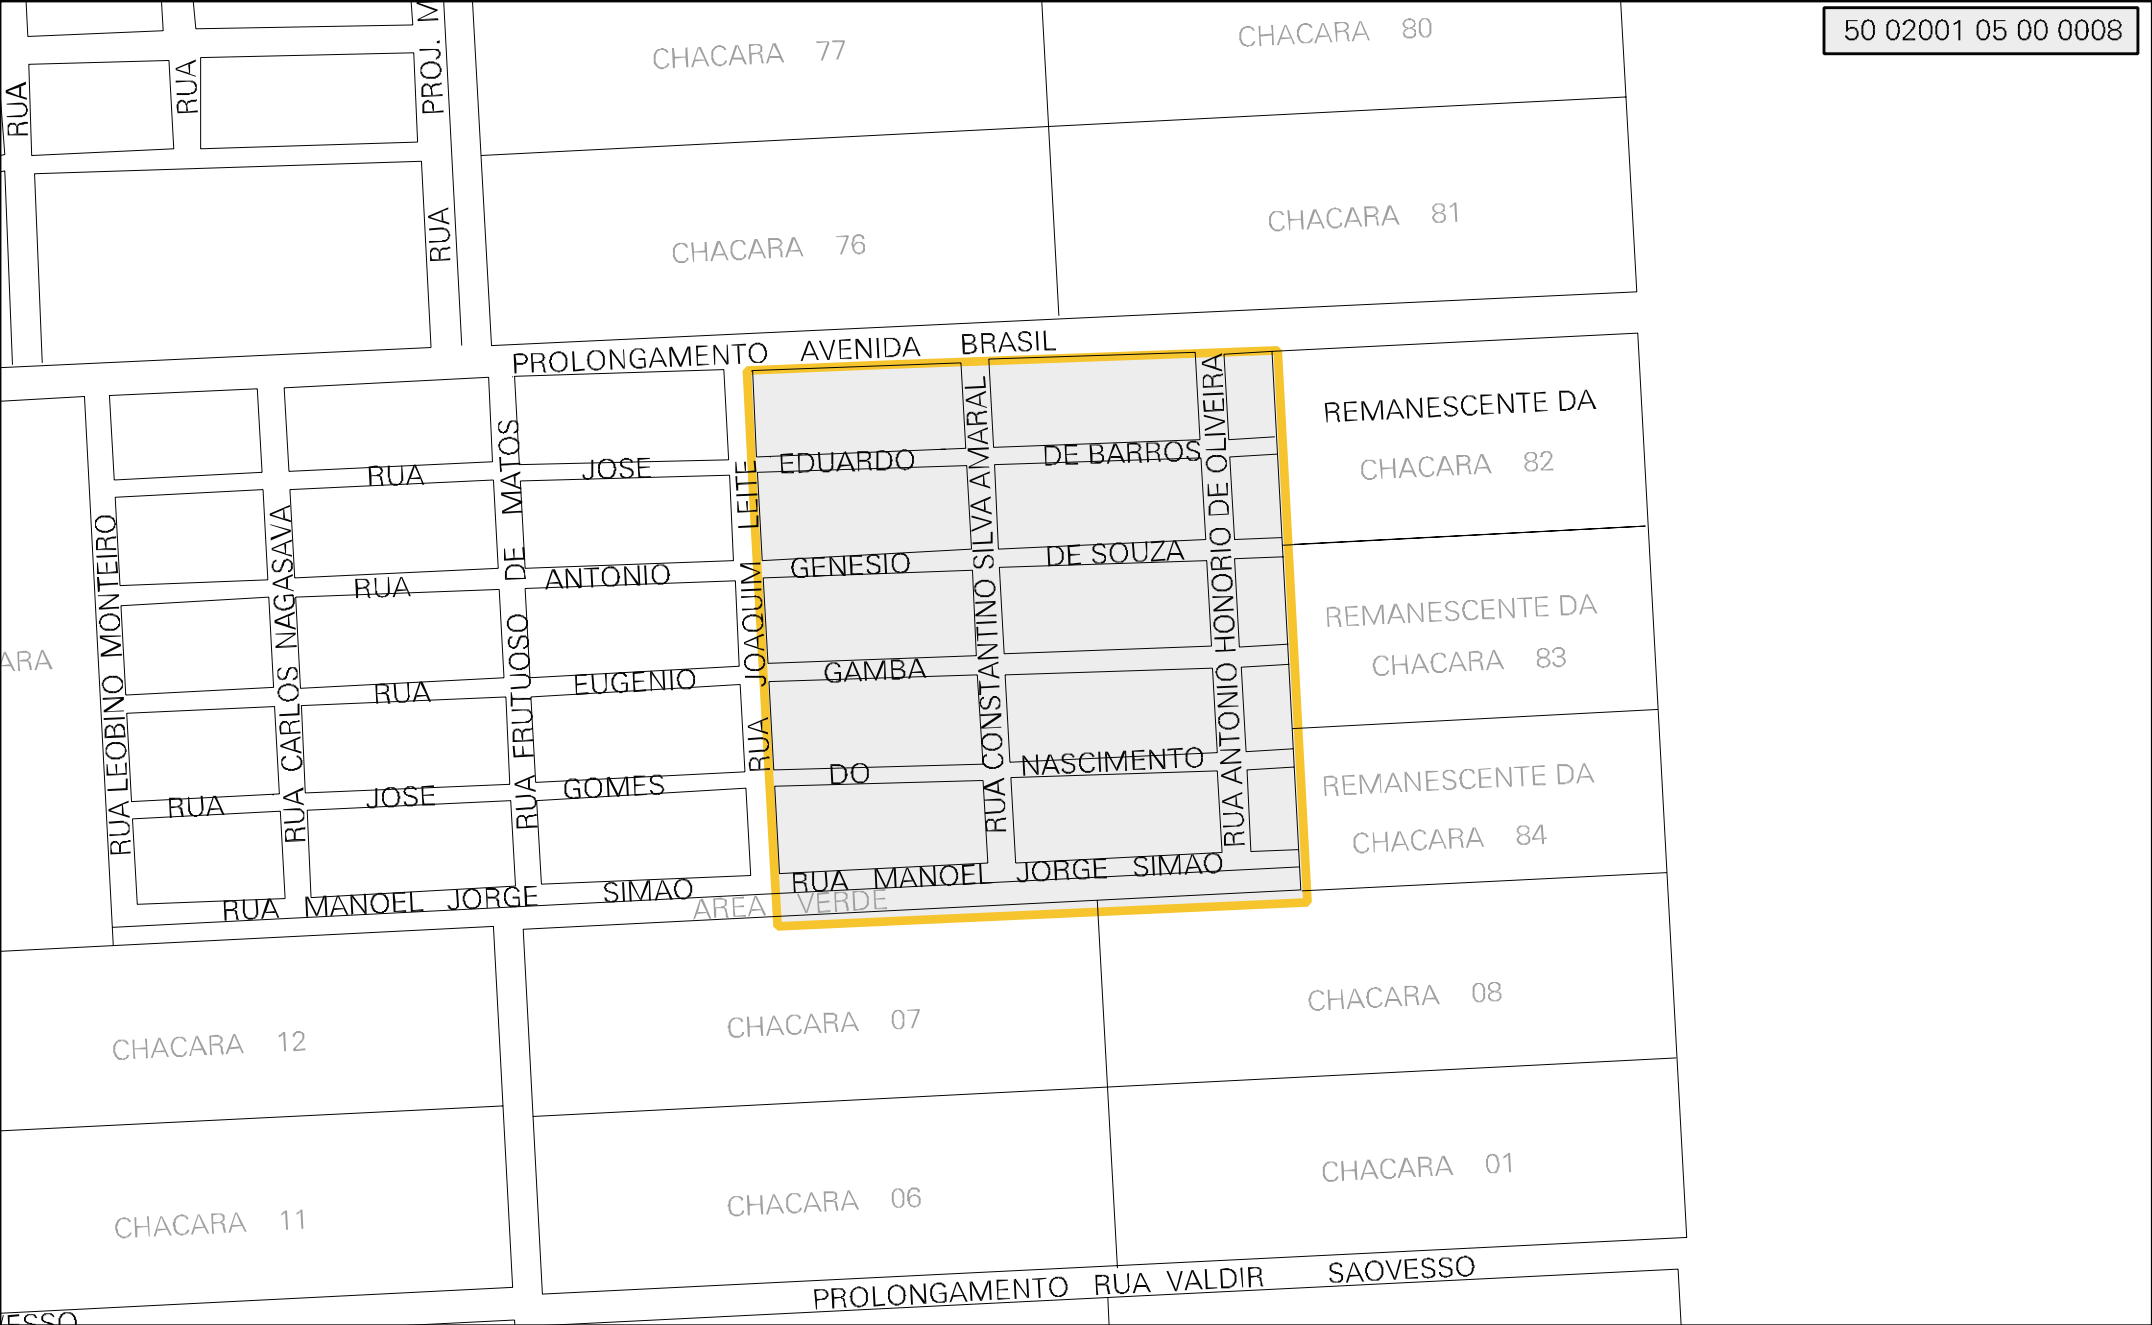 50 02001 05 00 0008
CHACARA 77
CHACARA 80
RUA
RUA
PROJ. M
CHACARA 76
CHACARA 81
RUA
PROLONGAMENTO AVENIDA BRASIL
REMANESCENTE DA
CHACARA 82
RUA JOSE EDUARDO DE BARROS
RUA ANTONIO GENESIO DE SOUZA
RUA EUGENIO GAMBA
RUA JOSE GOMES DO NASCIMENTO
RUA MANOEL JORGE SIMAO
RUA MANOEL JORGE SIMAO
RUA LEOBINO MONTEIRO
RUA CARLOS NAGASAVA
RUA FRUTUOSO DE MATOS
RUA JOAQUIM LEITE
RUA CONSTANTINO SILVA AMARAL
RUA ANTONIO HONORIO DE OLIVEIRA
REMANESCENTE DA
CHACARA 83
REMANESCENTE DA
CHACARA 84
ARA
AREA VERDE
CHACARA 12
CHACARA 07
CHACARA 08
CHACARA 11
CHACARA 06
CHACARA 01
PROLONGAMENTO RUA VALDIR SAOVESSO
VESSO